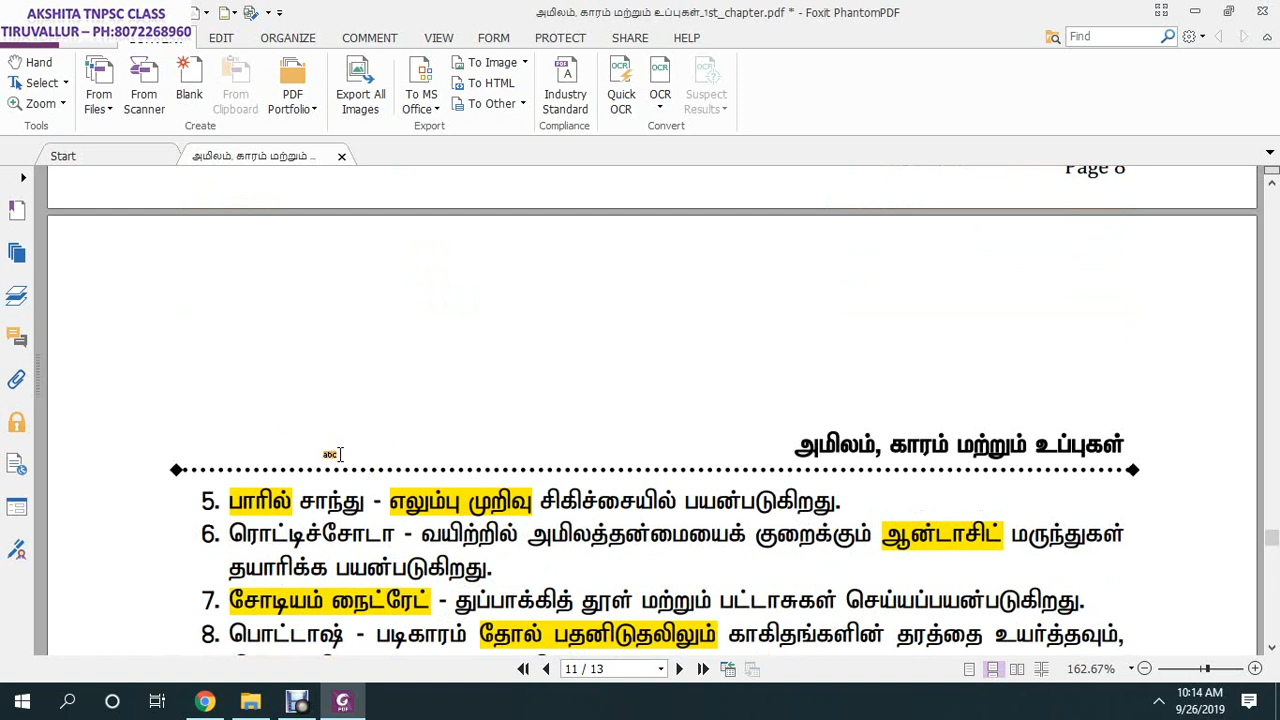 AKSHITA TNPSC CLASS
TIRUVALLUR – PH:8072268960
அமிலம், காரம் மற்றும் உப்புகள்_1st_chapter.pdf * - Foxit PhantomPDF
EDIT ORGANIZE COMMENT VIEW FORM PROTECT SHARE HELP
Find
Hand
Select
Zoom
Tools
From Files
From Scanner
Blank
From Clipboard
PDF Portfolio
Create
Export All Images
To MS Office
To Image
To HTML
To Other
Export
Industry Standard
Compliance
Quick OCR
OCR
Suspect Results
Convert
Start
அமிலம், காரம் மற்றும் ...
Page 8
அமிலம், காரம் மற்றும் உப்புகள்
abc
5. பாரில் சாந்து - எலும்பு முறிவு சிகிச்சையில் பயன்படுகிறது.
6. ரொட்டிச்சோடா - வயிற்றில் அமிலத்தன்மையைக் குறைக்கும் ஆன்டாசிட் மருந்துகள்
தயாரிக்க பயன்படுகிறது.
7. சோடியம் நைட்ரேட் - துப்பாக்கித் தூள் மற்றும் பட்டாசுகள் செய்யப்பயன்படுகிறது.
8. பொட்டாஷ் - படிகாரம் தோல் பதனிடுதலிலும் காகிதங்களின் தரத்தை உயர்த்தவும்,
11 / 13
162.67%
10:14 AM
9/26/2019